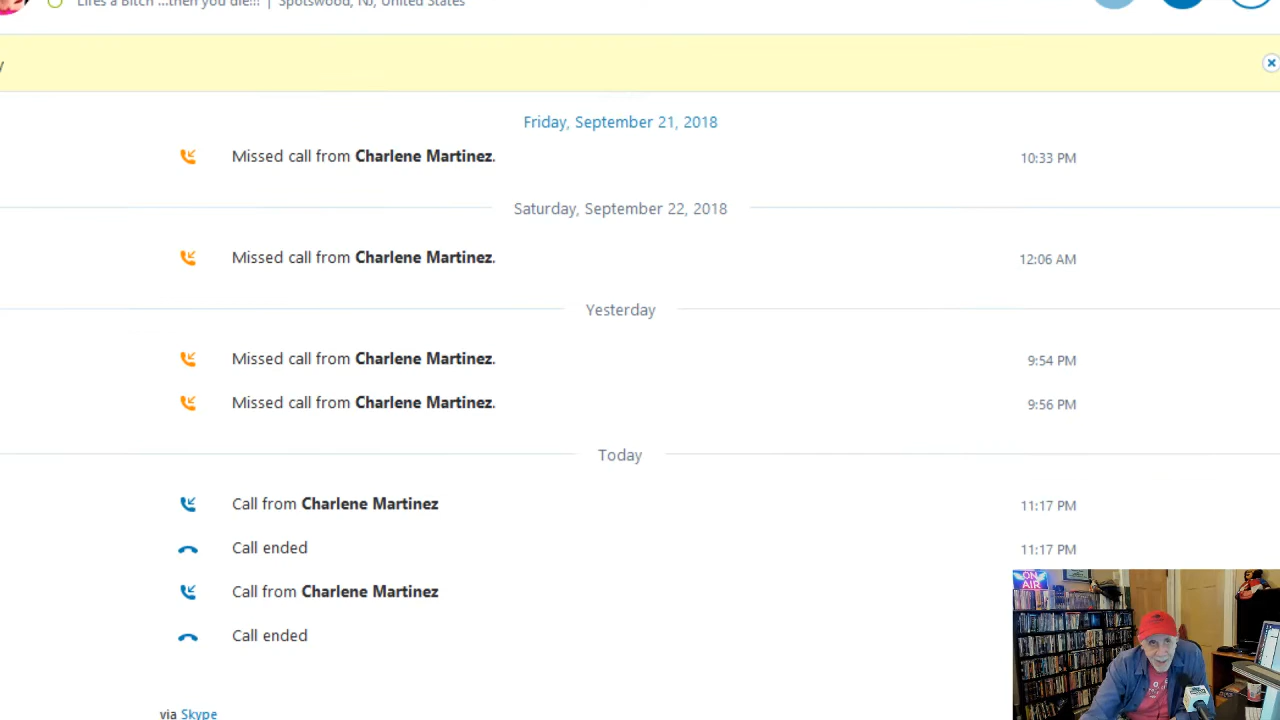 Lifes a Bitch ...then you die!!! | Spotswood, NJ, United States
y
Friday, September 21, 2018
Missed call from Charlene Martinez. 10:33 PM
Saturday, September 22, 2018
Missed call from Charlene Martinez. 12:06 AM
Yesterday
Missed call from Charlene Martinez. 9:54 PM
Missed call from Charlene Martinez. 9:56 PM
Today
Call from Charlene Martinez 11:17 PM
Call ended 11:17 PM
Call from Charlene Martinez
Call ended
ON
AIR
via Skype